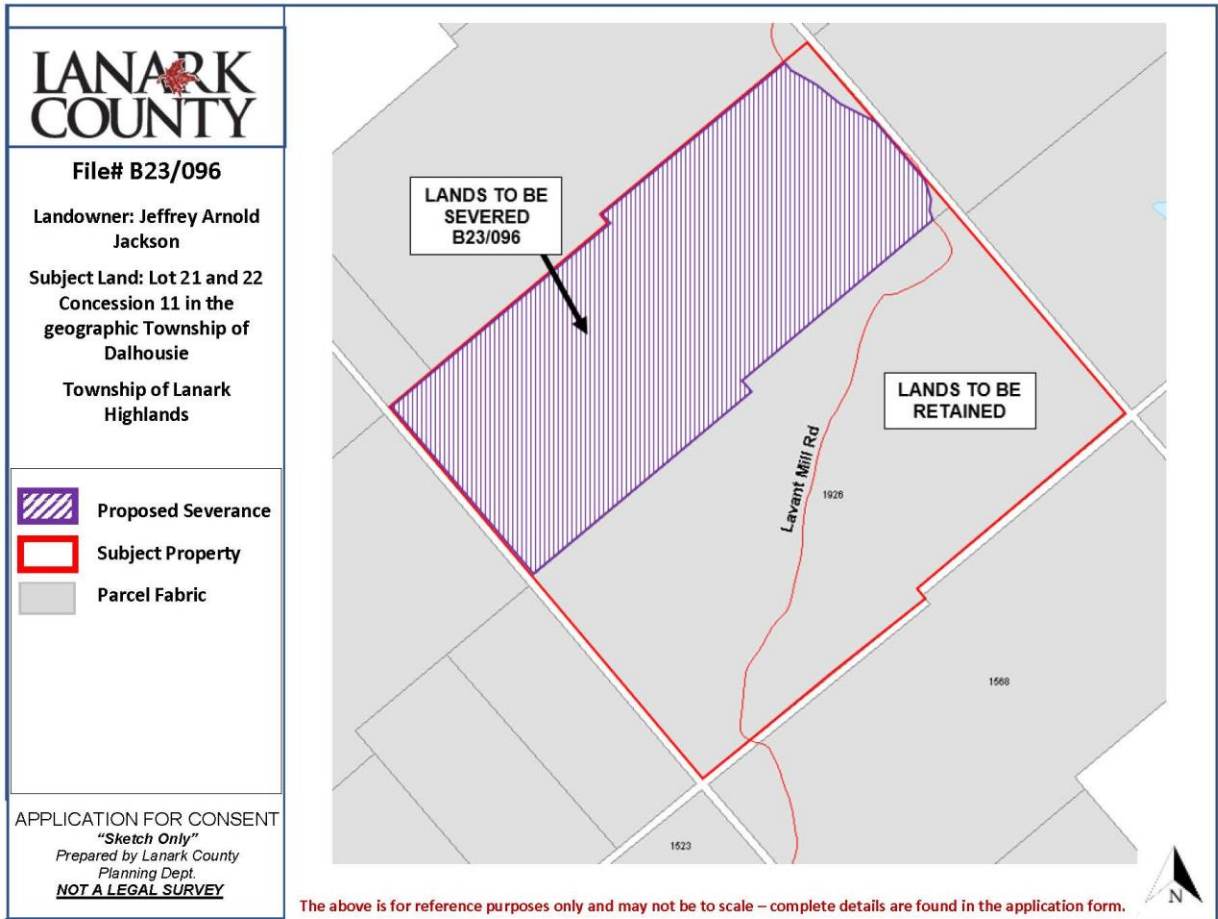 LANARK
COUNTY
File# B23/096
Landowner: Jeffrey Arnold
Jackson
Subject Land: Lot 21 and 22
Concession 11 in the
geographic Township of
Dalhousie
Township of Lanark
Highlands
Proposed Severance
Subject Property
Parcel Fabric
APPLICATION FOR CONSENT
"Sketch Only"
Prepared by Lanark County
Planning Dept.
NOT A LEGAL SURVEY
LANDS TO BE
SEVERED
B23/096
LANDS TO BE
RETAINED
Lavant Mill Rd
1926
1568
1523
N
The above is for reference purposes only and may not be to scale – complete details are found in the application form.